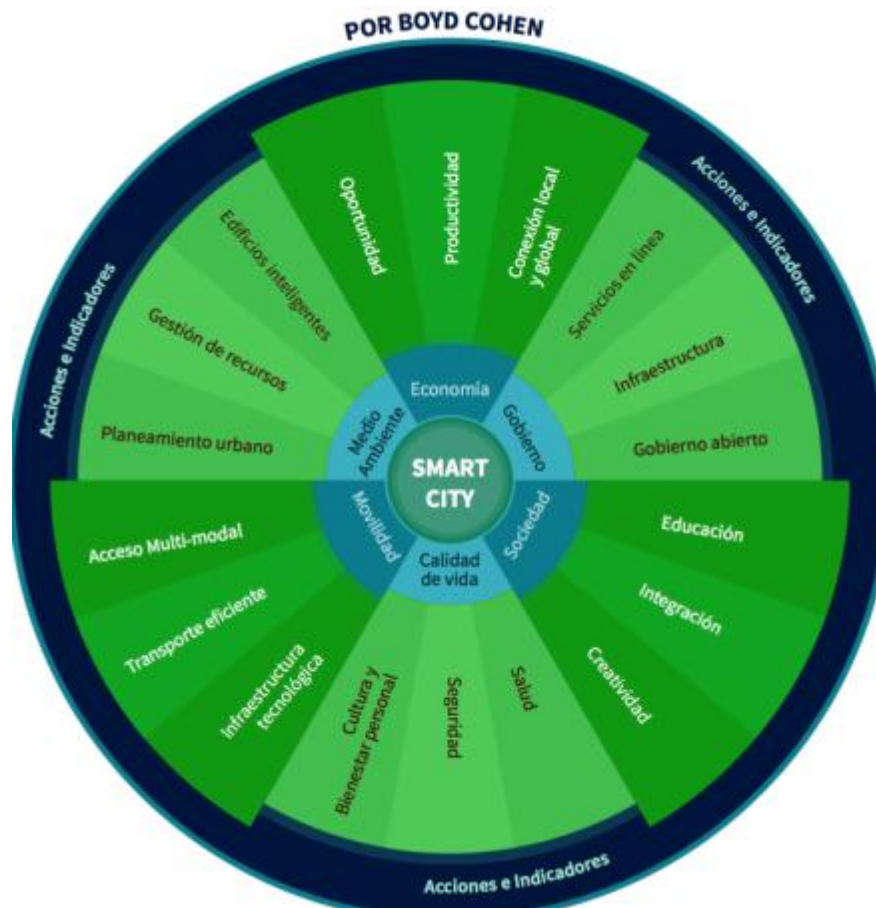 POR BOYD COHEN
Acciones e Indicadores
Acciones e Indicadores
Acciones e Indicadores
SMART
CITY
Economía
Oportunidad
Productividad
Conexión local
y global
Gobierno
Servicios en linea
Infraestructura
Gobierno abierto
Sociedad
Educación
Integración
Creatividad
Calidad
de vida
Salud
Seguridad
Cultura y
Bienestar personal
Movilidad
Infraestructura
tecnológica
Transporte eficiente
Acceso Multi-modal
Medio
Ambiente
Planeamiento urbano
Gestión de recursos
Edificios inteligentes